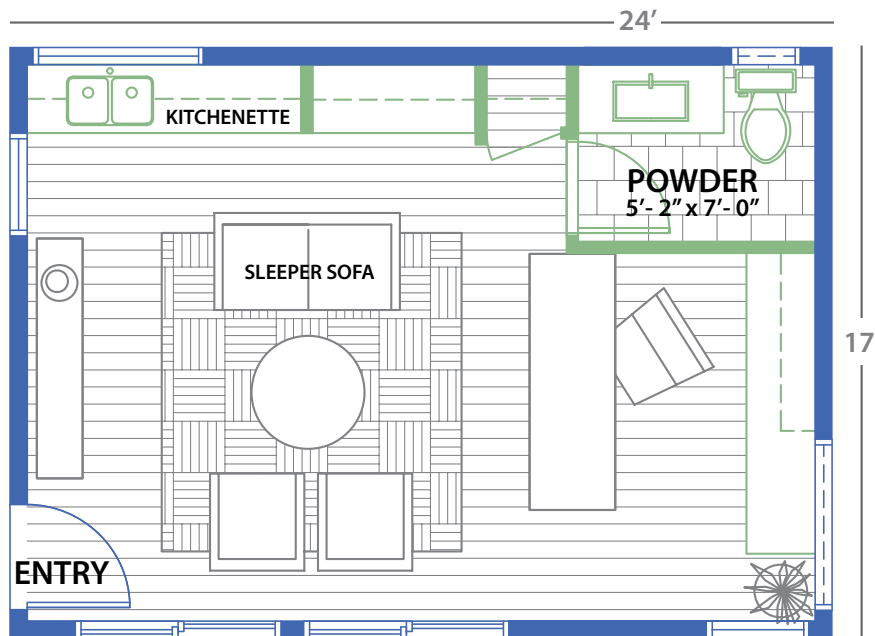 24’
KITCHENETTE
POWDER
5’- 2” x 7’- 0”
SLEEPER SOFA
17
ENTRY